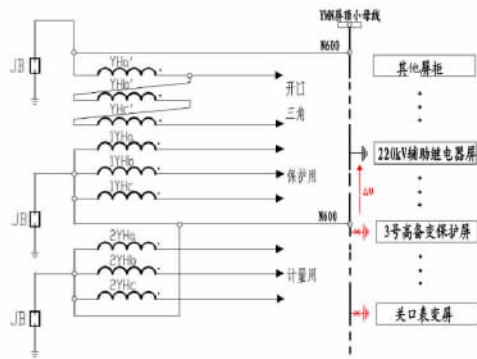 YMN屏顶小母线
N600
JB
YHa'
YHb'
YHc'
开口
三角
其他屏柜
1YHa
1YHb
1YHc
保护用
220kV辅助继电器屏
ΔU
N600
JB
3号高备变保护屏
2YHa
2YHb
2YHc
计量用
JB
关口表变屏